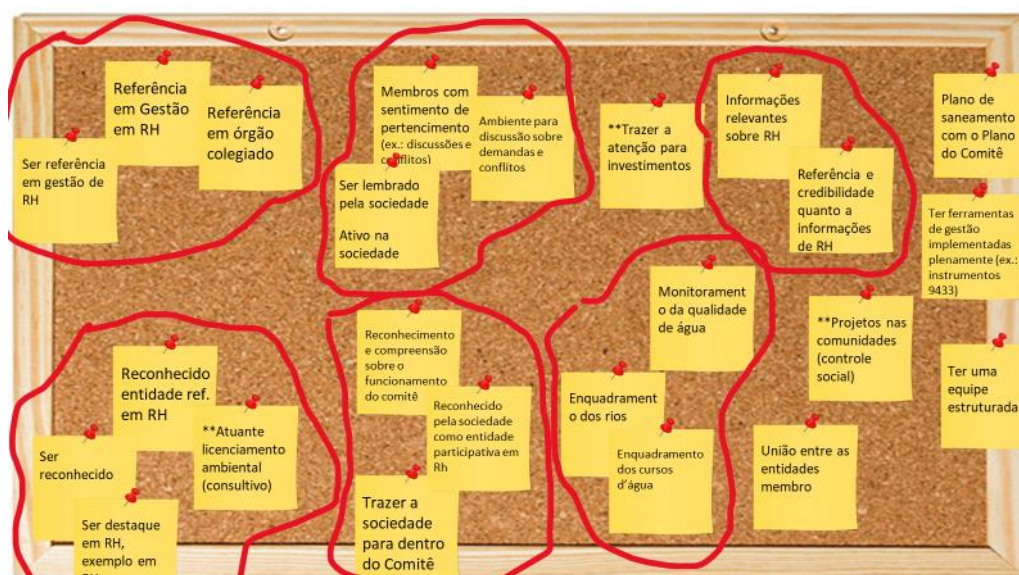 Referência
em Gestão
em RH
Referência
em órgão
colegiado
Ser referência
em gestão de
RH
Membros com
sentimento de
pertencimento
(ex.: discussões e
conflitos)
Ambiente para
discussão sobre
demandas e
conflitos
Ser lembrado
pela sociedade
Ativo na
sociedade
**Trazer a
atenção para
investimentos
Informações
relevantes
sobre RH
Referência e
credibilidade
quanto a
informações
de RH
Plano de
saneamento
com o Plano
do Comitê
Ter ferramentas
de gestão
implementadas
plenamente (ex.:
instrumentos
9433)
Reconhecido
entidade ref.
em RH
**Atuante
licenciamento
ambiental
(consultivo)
Ser
reconhecido
Ser destaque
em RH,
exemplo em
Reconhecimento
e compreensão
sobre o
funcionamento
do comitê
Reconhecido
pela sociedade
como entidade
participativa em
Rh
Trazer a
sociedade
para dentro
do Comitê
Monitorament
o da qualidade
de água
Enquadrament
o dos rios
Enquadramento
dos cursos
d'água
**Projetos nas
comunidades
(controle
social)
União entre as
entidades
membro
Ter uma
equipe
estruturada